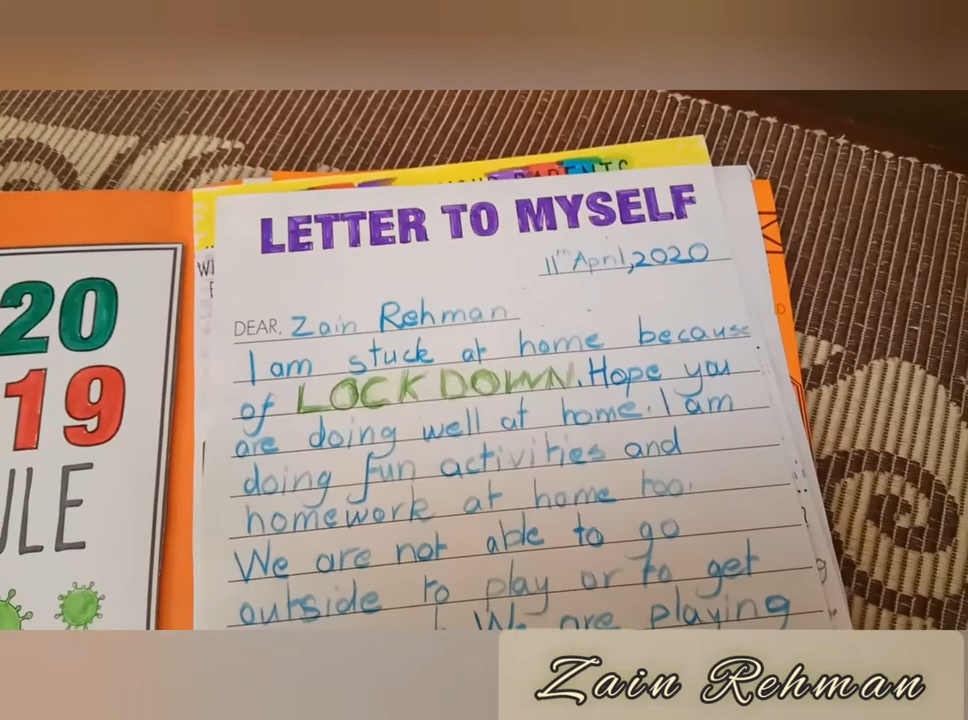 YOUR PARENTS
LETTER TO MYSELF
11th April, 2020
DEAR, Zain Rehman
I am stuck at home because
of LOCKDOWN. Hope you
are doing well at home. I am
doing fun activities and
homework at home too.
We are not able to go
outside to play or to get
We are playing
20
19
ULE
Zain Rehman